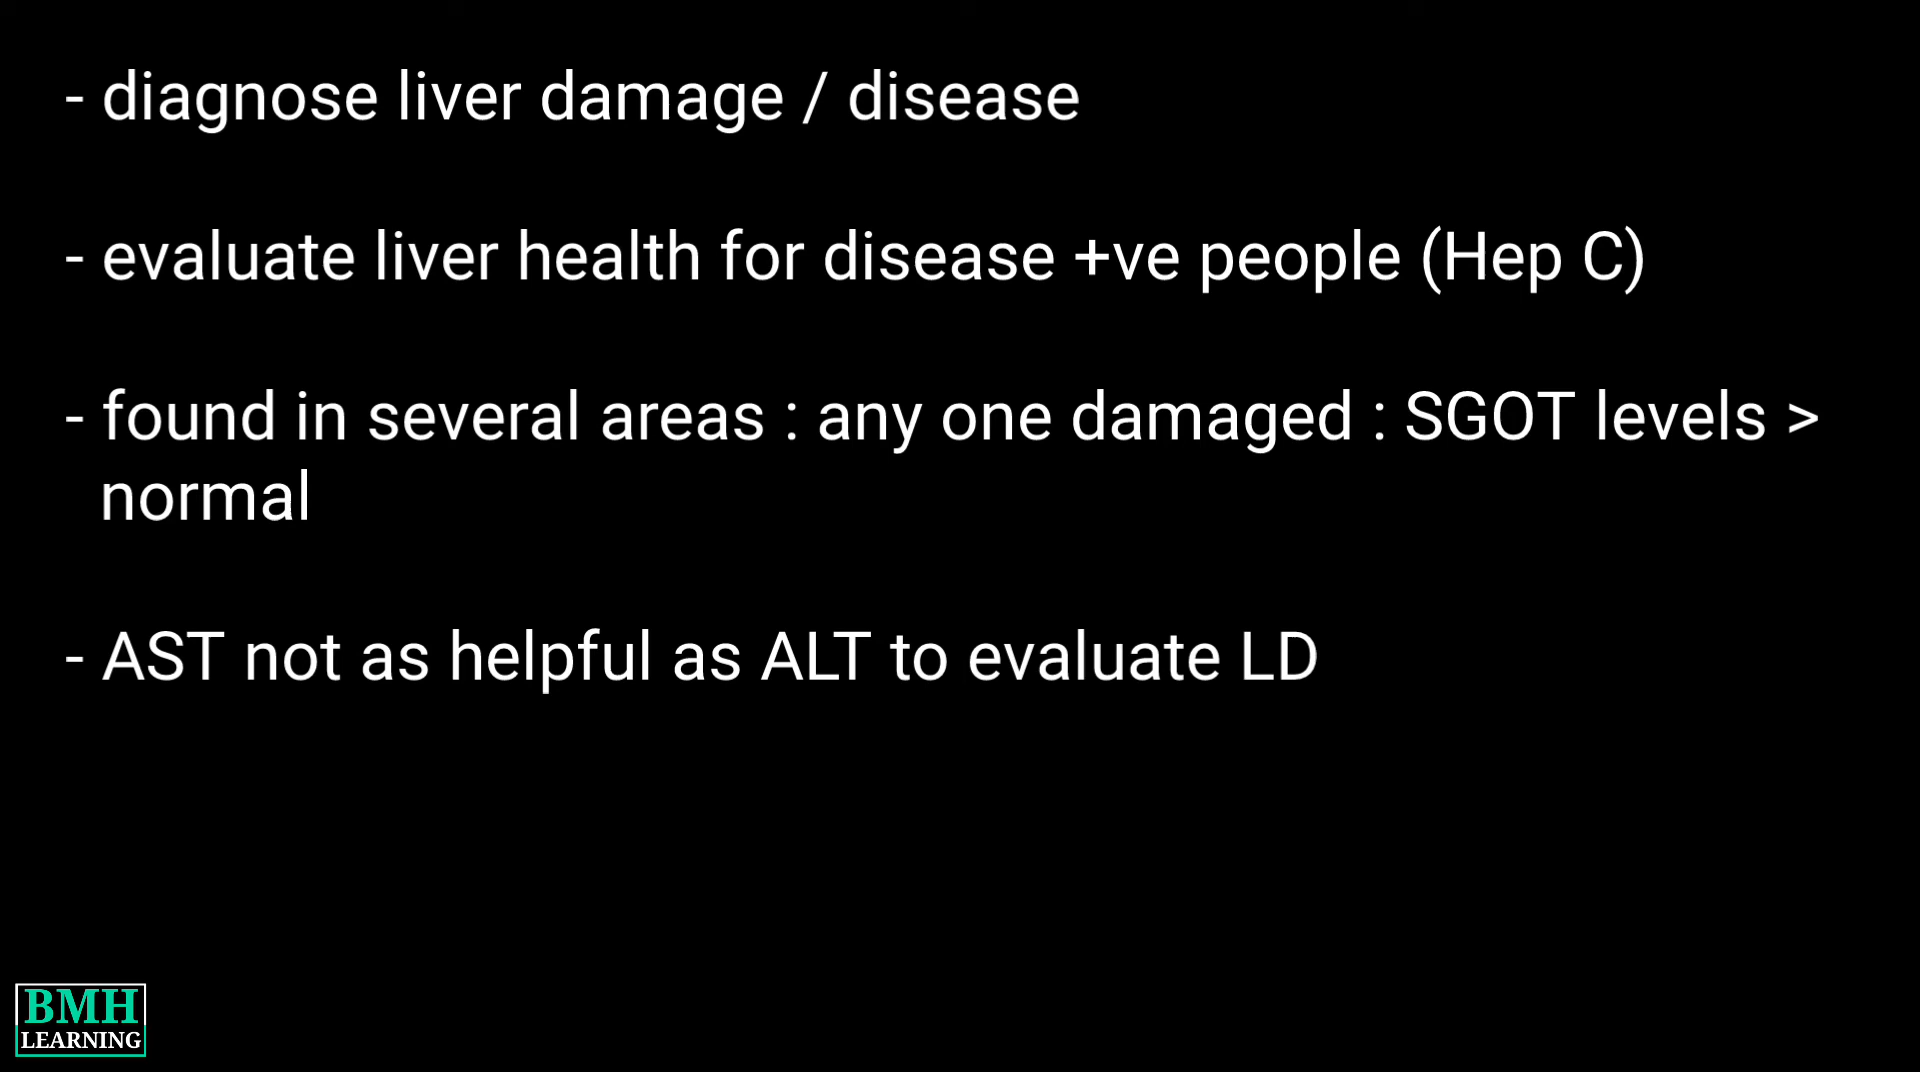 - diagnose liver damage / disease
- evaluate liver health for disease +ve people (Hep C)
- found in several areas : any one damaged : SGOT levels >
normal
- AST not as helpful as ALT to evaluate LD
BMH
LEARNING